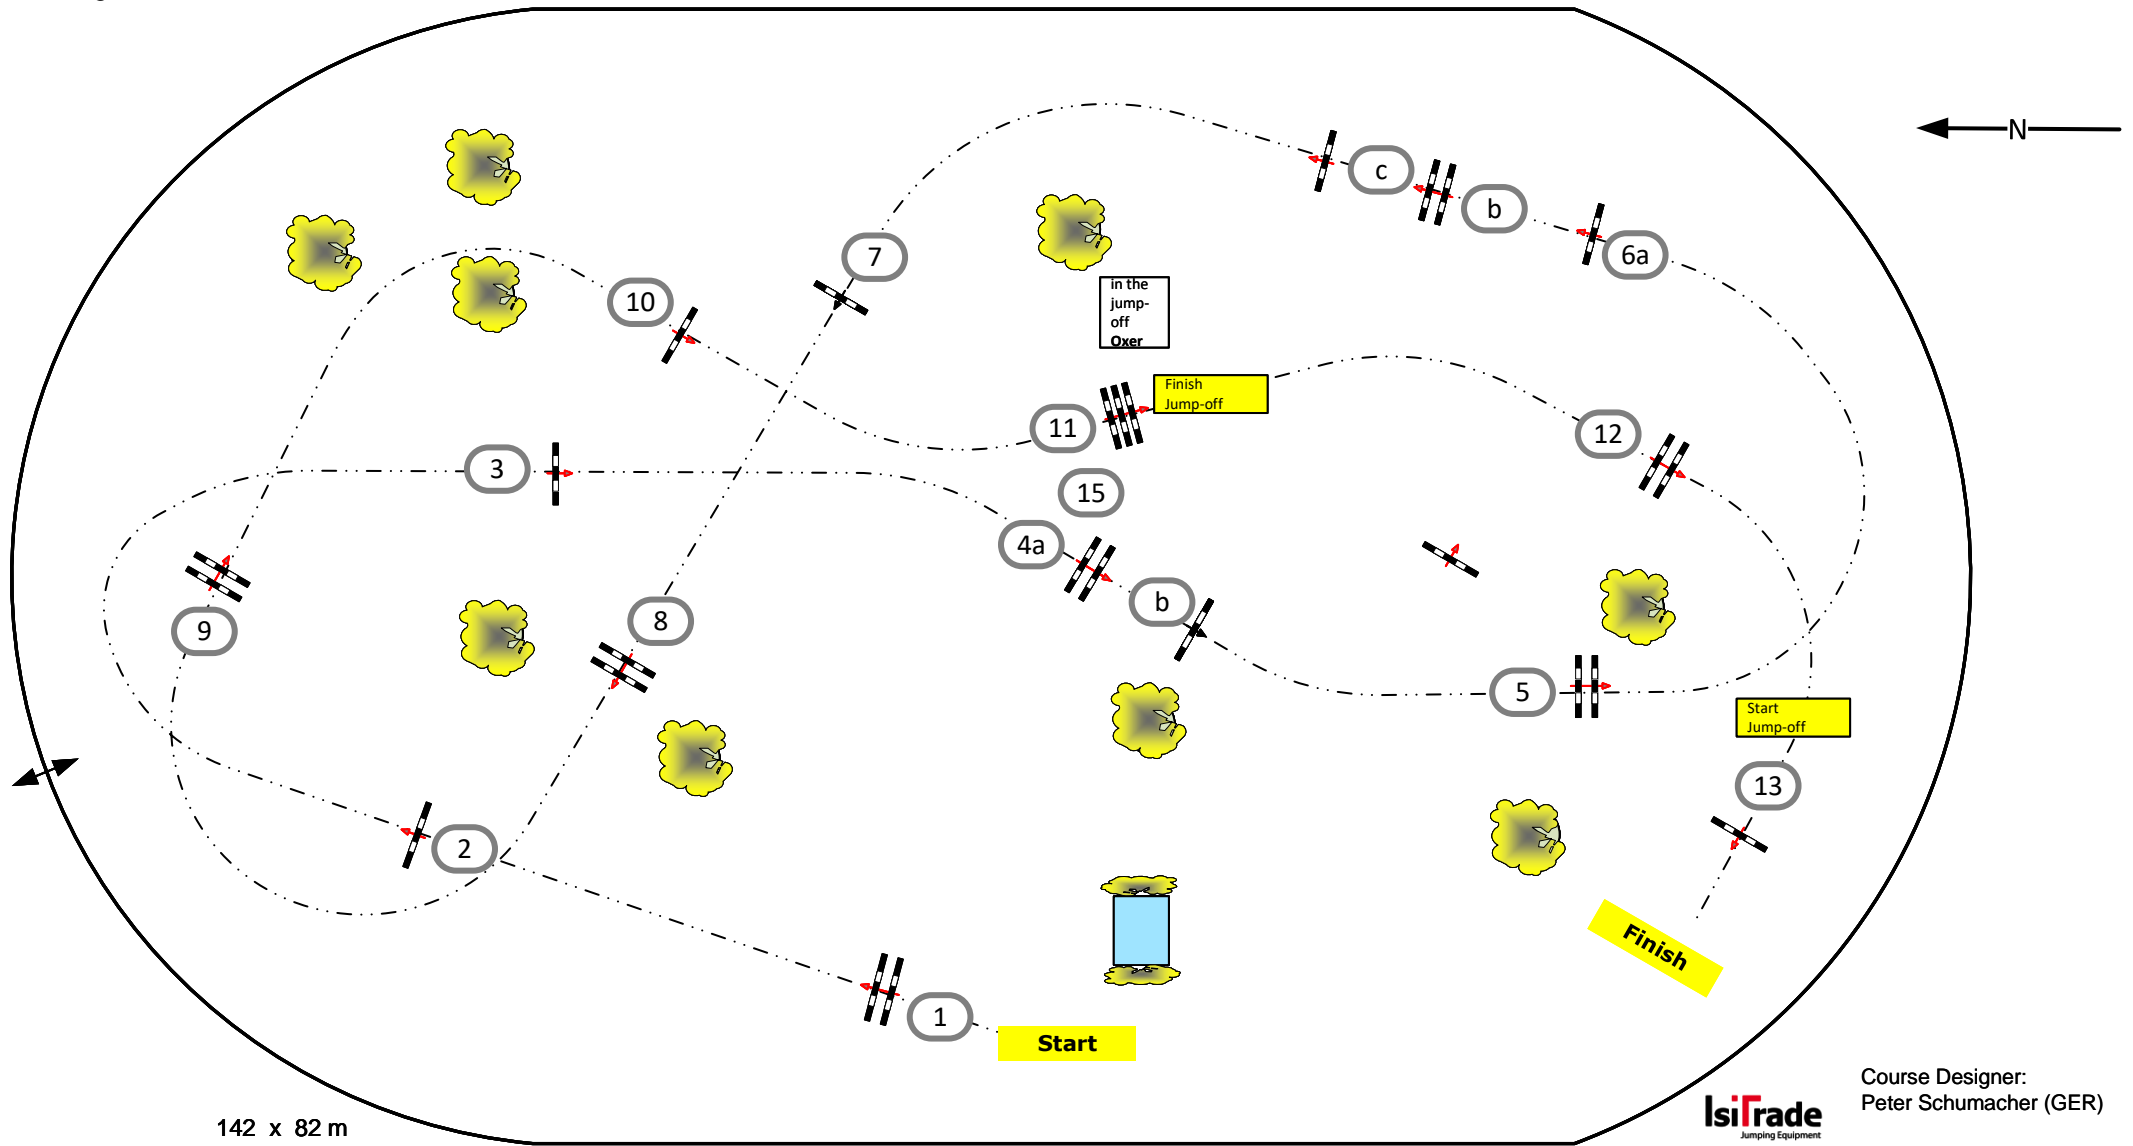 N
c
b
6a
7
in the
jump-
off
Oxer
10
Finish
Jump-off
11
12
3
15
4a
b
9
8
5
Start
Jump-off
13
2
Finish
1
Start
Course Designer:
Peter Schumacher (GER)
IsiTrade
Jumping Equipment
142 x 82 m